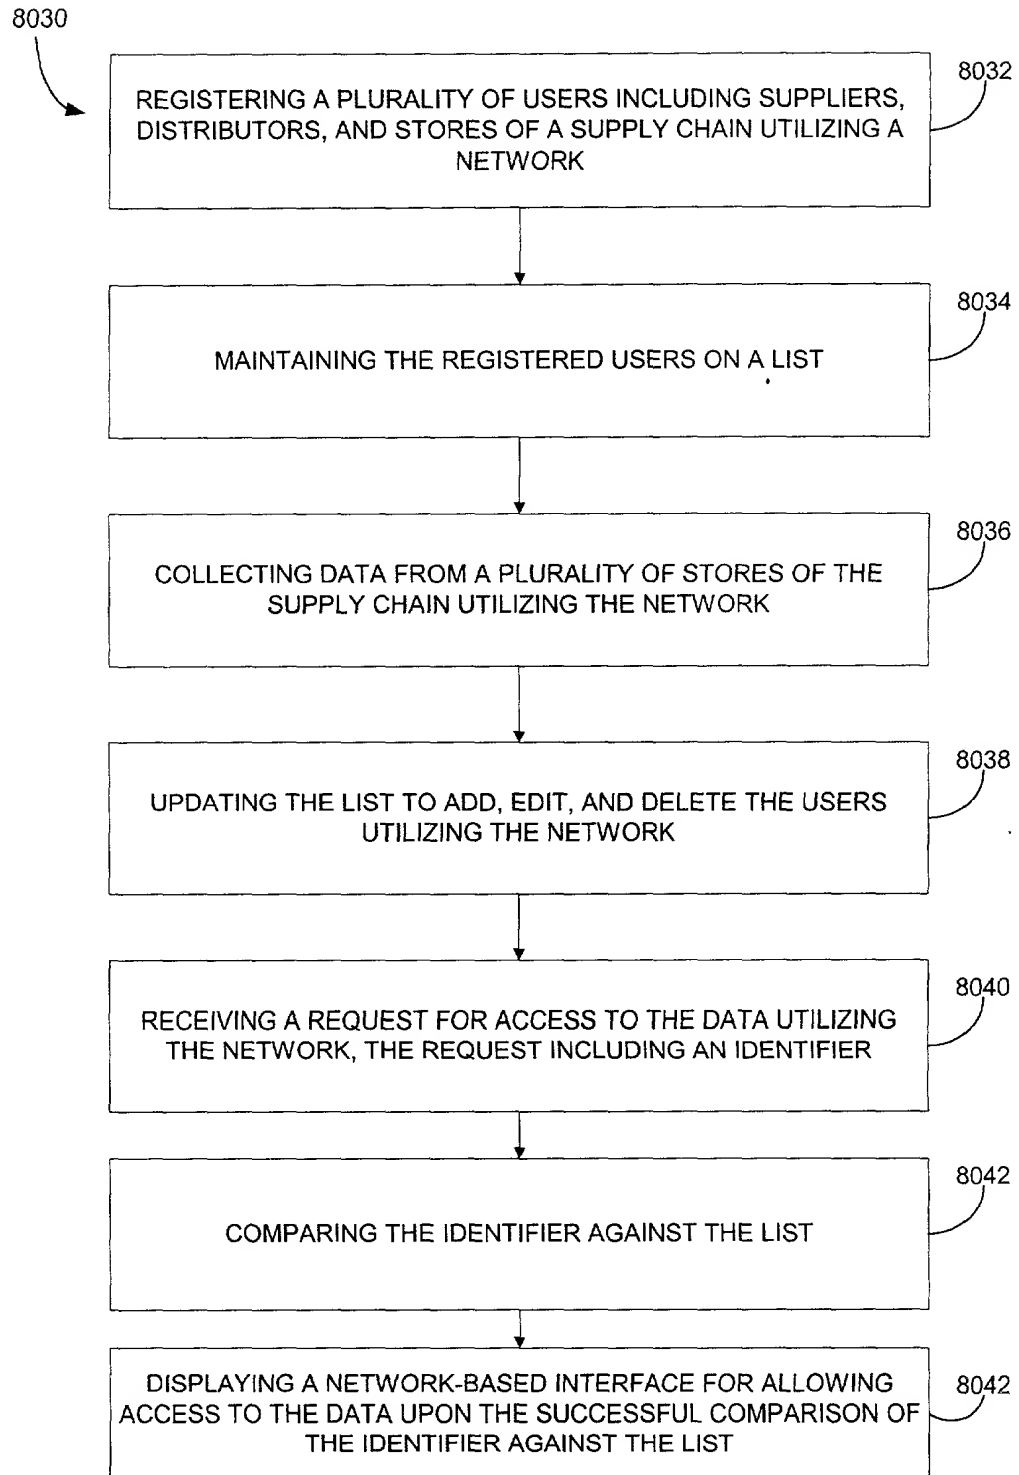 8030
8032
REGISTERING A PLURALITY OF USERS INCLUDING SUPPLIERS,
DISTRIBUTORS, AND STORES OF A SUPPLY CHAIN UTILIZING A
NETWORK
8034
MAINTAINING THE REGISTERED USERS ON A LIST
8036
COLLECTING DATA FROM A PLURALITY OF STORES OF THE
SUPPLY CHAIN UTILIZING THE NETWORK
8038
UPDATING THE LIST TO ADD, EDIT, AND DELETE THE USERS
UTILIZING THE NETWORK
8040
RECEIVING A REQUEST FOR ACCESS TO THE DATA UTILIZING
THE NETWORK, THE REQUEST INCLUDING AN IDENTIFIER
8042
COMPARING THE IDENTIFIER AGAINST THE LIST
8042
DISPLAYING A NETWORK-BASED INTERFACE FOR ALLOWING
ACCESS TO THE DATA UPON THE SUCCESSFUL COMPARISON OF
THE IDENTIFIER AGAINST THE LIST